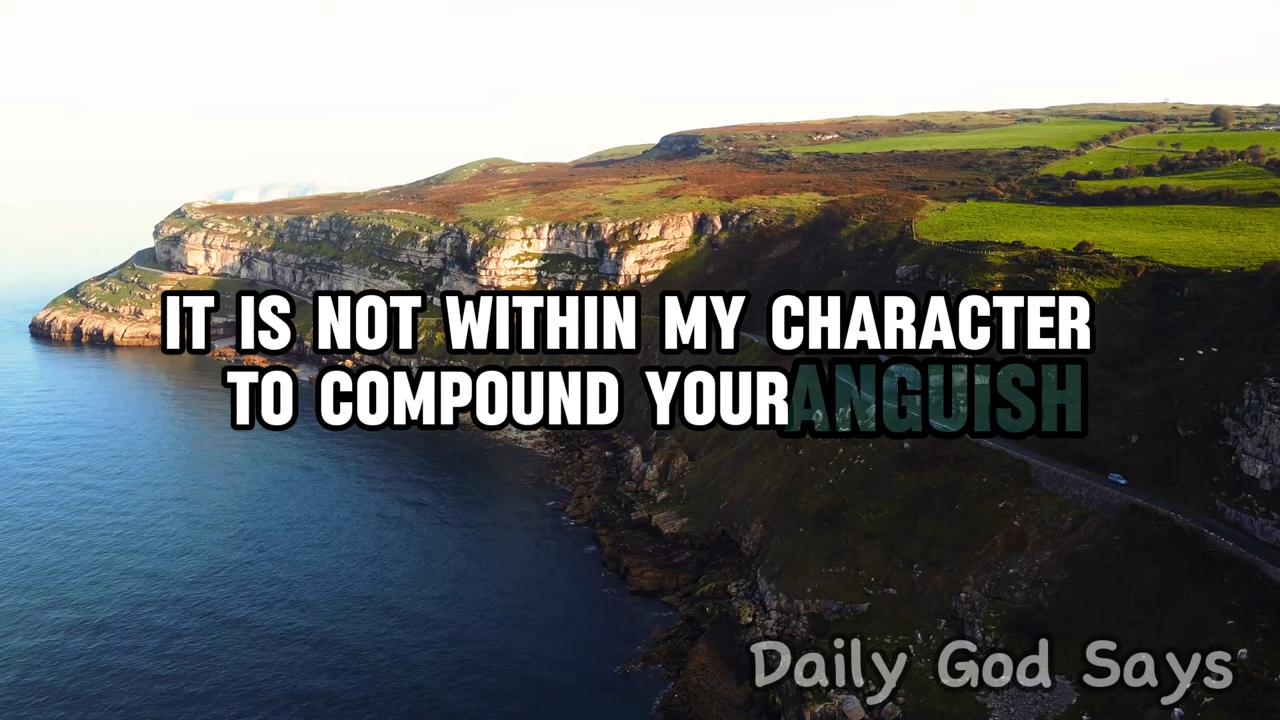 IT IS NOT WITHIN MY CHARACTER
TO COMPOUND YOUR ANGUISH
Daily God Says